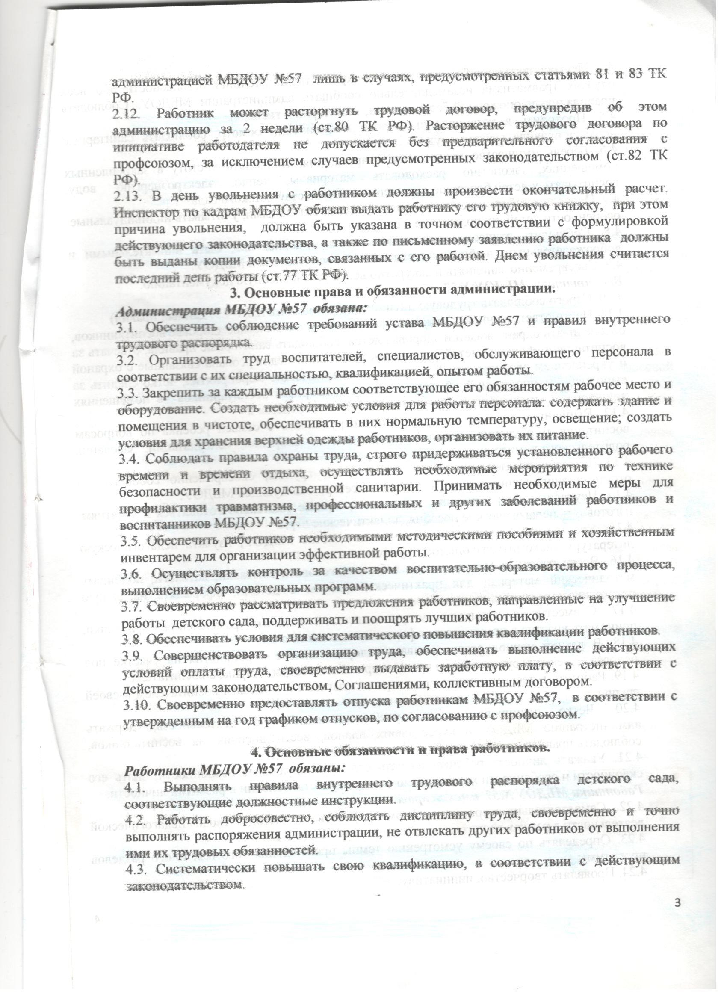 администрацией МБДОУ №57 лишь в случаях, предусмотренных статьями 81 и 83 ТК
РФ.
2.12. Работник может расторгнуть трудовой договор, предупредив об этом
администрацию за 2 недели (ст.80 ТК РФ). Расторжение трудового договора по
инициативе работодателя не допускается без предварительного согласования с
профсоюзом, за исключением случаев предусмотренных законодательством (ст.82 ТК
РФ).
2.13. В день увольнения с работником должны произвести окончательный расчет.
Инспектор по кадрам МБДОУ обязан выдать работнику его трудовую книжку, при этом
причина увольнения, должна быть указана в точном соответствии с формулировкой
действующего законодательства, а также по письменному заявлению работника должны
быть выданы копии документов, связанных с его работой. Днем увольнения считается
последний день работы (ст.77 ТК РФ).
3. Основные права и обязанности администрации.
Администрация МБДОУ №57 обязана:
3.1. Обеспечить соблюдение требований устава МБДОУ №57 и правил внутреннего
трудового распорядка.
3.2. Организовать труд воспитателей, специалистов, обслуживающего персонала в
соответствии с их специальностью, квалификацией, опытом работы.
3.3. Закрепить за каждым работником соответствующее его обязанностям рабочее место и
оборудование. Создать необходимые условия для работы персонала: содержать здание и
помещения в чистоте, обеспечивать в них нормальную температуру, освещение; создать
условия для хранения верхней одежды работников, организовать их питание.
3.4. Соблюдать правила охраны труда, строго придерживаться установленного рабочего
времени и времени отдыха, осуществлять необходимые мероприятия по технике
безопасности и производственной санитарии. Принимать необходимые меры для
профилактики травматизма, профессиональных и других заболеваний работников и
воспитанников МБДОУ №57.
3.5. Обеспечить работников необходимыми методическими пособиями и хозяйственным
инвентарем для организации эффективной работы.
3.6. Осуществлять контроль за качеством воспитательно-образовательного процесса,
выполнением образовательных программ.
3.7. Своевременно рассматривать предложения работников, направленные на улучшение
работы детского сада, поддерживать и поощрять лучших работников.
3.8. Обеспечивать условия для систематического повышения квалификации работников.
3.9. Совершенствовать организацию труда, обеспечивать выполнение действующих
условий оплаты труда, своевременно выдавать заработную плату, в соответствии с
действующим законодательством, Соглашениями, коллективным договором.
3.10. Своевременно предоставлять отпуска работникам МБДОУ №57, в соответствии с
утвержденным на год графиком отпусков, по согласованию с профсоюзом.
4. Основные обязанности и права работников.
Работники МБДОУ №57 обязаны:
4.1. Выполнять правила внутреннего трудового распорядка детского сада,
соответствующие должностные инструкции.
4.2. Работать добросовестно, соблюдать дисциплину труда, своевременно и точно
выполнять распоряжения администрации, не отвлекать других работников от выполнения
ими их трудовых обязанностей.
4.3. Систематически повышать свою квалификацию, в соответствии с действующим
законодательством.
3